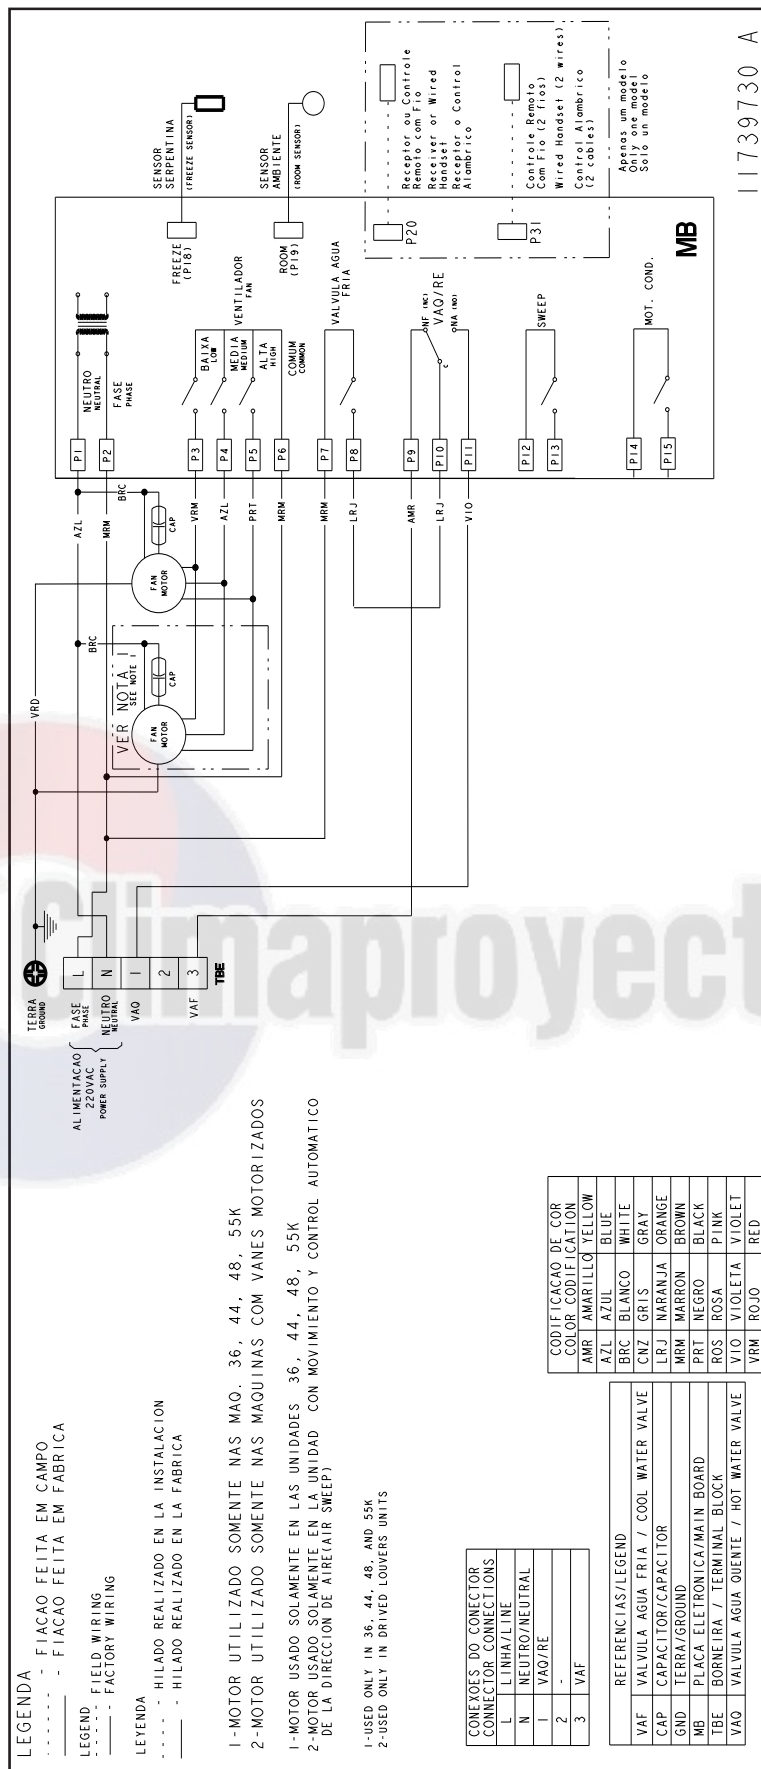 11739730 A
SENSOR
SERPENTINA
(FREEZE SENSOR)
SENSOR
AMBIENTE
(ROOM SENSOR)
Receptor ou Controle
Remoto com Fio
Receiver or Wired
Handset
Receptor o Control
Alambrico
Controle Remoto
Com Fio (2 fios)
Wired Handset (2 wires)
Control Alambrico
(2 cables)
Apenas um modelo
Only one model
Solo un modelo
FREEZE
(P18)
ROOM
(P19)
P20
P31
MB
NEUTRO
NEUTRAL
FASE
PHASE
BAIXA
LOW
MEDIA
MEDIUM
ALTA
HIGH
COMUM
COMMON
VENTILADOR
FAN
VALVULA AGUA
FRIA
NF (NC)
VAQ/RE
NA (NO)
C
SWEEP
MOT. COND.
P1
P2
P3
P4
P5
P6
P7
P8
P9
P10
P11
P12
P13
P14
P15
AZL
MRM
BRC
VRM
AZL
PRT
MRM
MRM
LRJ
AMR
LRJ
VIO
CAP
FAN
MOTOR
VRD
BRC
VER NOTA 1
SEE NOTE 1
CAP
FAN
MOTOR
TERRA
GROUND
ALIMENTACAO
220VAC
POWER SUPPLY
FASE
PHASE
NEUTRO
NEUTRAL
VAQ
VAF
L
N
1
2
3
TBE
Climaproyect
LEGENDA
- FIACAO FEITA EM CAMPO
- FIACAO FEITA EM FABRICA
LEGEND
- FIELD WIRING
- FACTORY WIRING
LEYENDA
- HILADO REALIZADO EN LA INSTALACION
- HILADO REALIZADO EN LA FABRICA
1-MOTOR UTILIZADO SOMENTE NAS MAQ. 36, 44, 48, 55K
2-MOTOR UTILIZADO SOMENTE NAS MAQUINAS COM VANES MOTORIZADOS
1-MOTOR USADO SOLAMENTE EN LAS UNIDADES 36, 44, 48, 55K
2-MOTOR USADO SOLAMENTE EN LA UNIDAD CON MOVIMIENTO Y CONTROL AUTOMATICO
DE LA DIRECCION DE AIRE(AIR SWEEP)
1-USED ONLY IN 36, 44, 48, AND 55K
2-USED ONLY IN DRIVED LOUVERS UNITS
CONEXOES DO CONECTOR
CONNECTOR CONNECTIONS
L LINHA/LINE
N NEUTRO/NEUTRAL
1 VAQ/RE
2 -
3 VAF
REFERENCIAS/LEGEND
VAF VALVULA AGUA FRIA / COOL WATER VALVE
CAP CAPACITOR/CAPACITOR
GND TERRA/GROUND
MB PLACA ELETRONICA/MAIN BOARD
TBE BORNEIRA / TERMINAL BLOCK
VAQ VALVULA AGUA QUENTE / HOT WATER VALVE
CODIFICACAO DE COR
COLOR CODIFICATION
AMR AMARILLO YELLOW
AZL AZUL BLUE
BRC BLANCO WHITE
CNZ GRIS GRAY
LRJ NARANJA ORANGE
MRM MARRON BROWN
PRT NEGRO BLACK
ROS ROSA PINK
VIO VIOLETA VIOLET
VRM ROJO RED